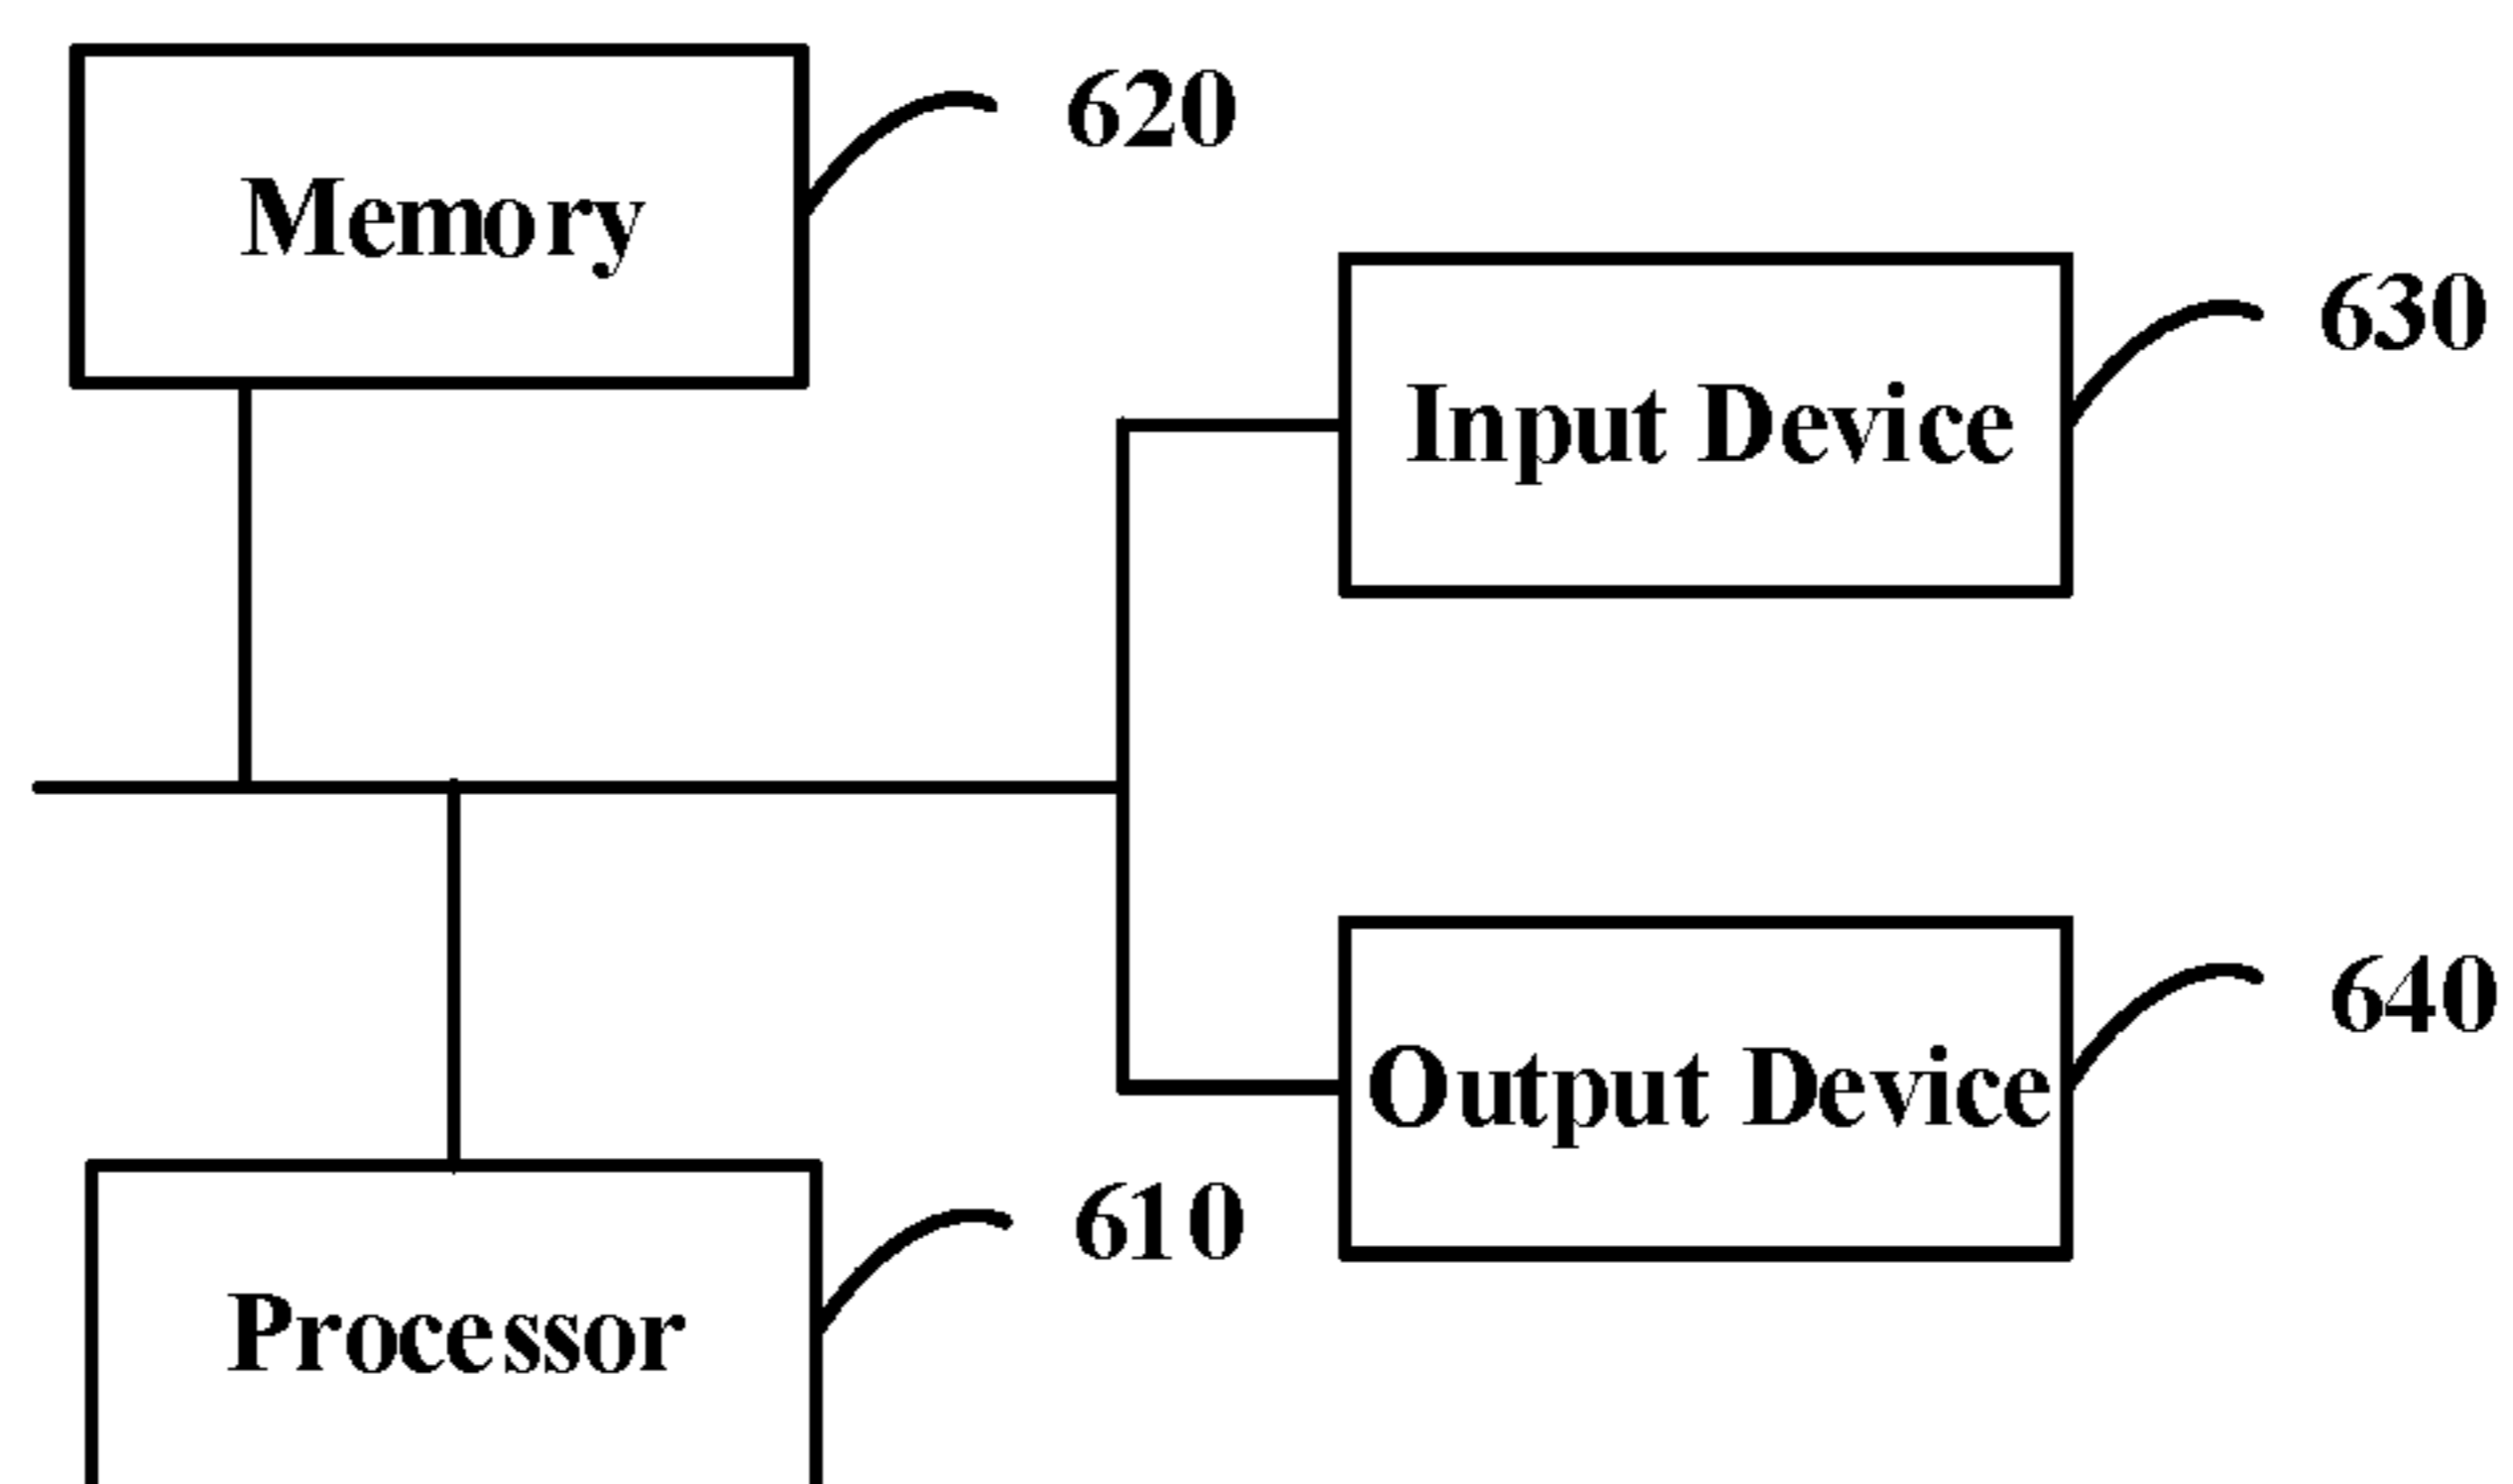 620
Memory
630
Input Device
640
Output Device
610
Processor